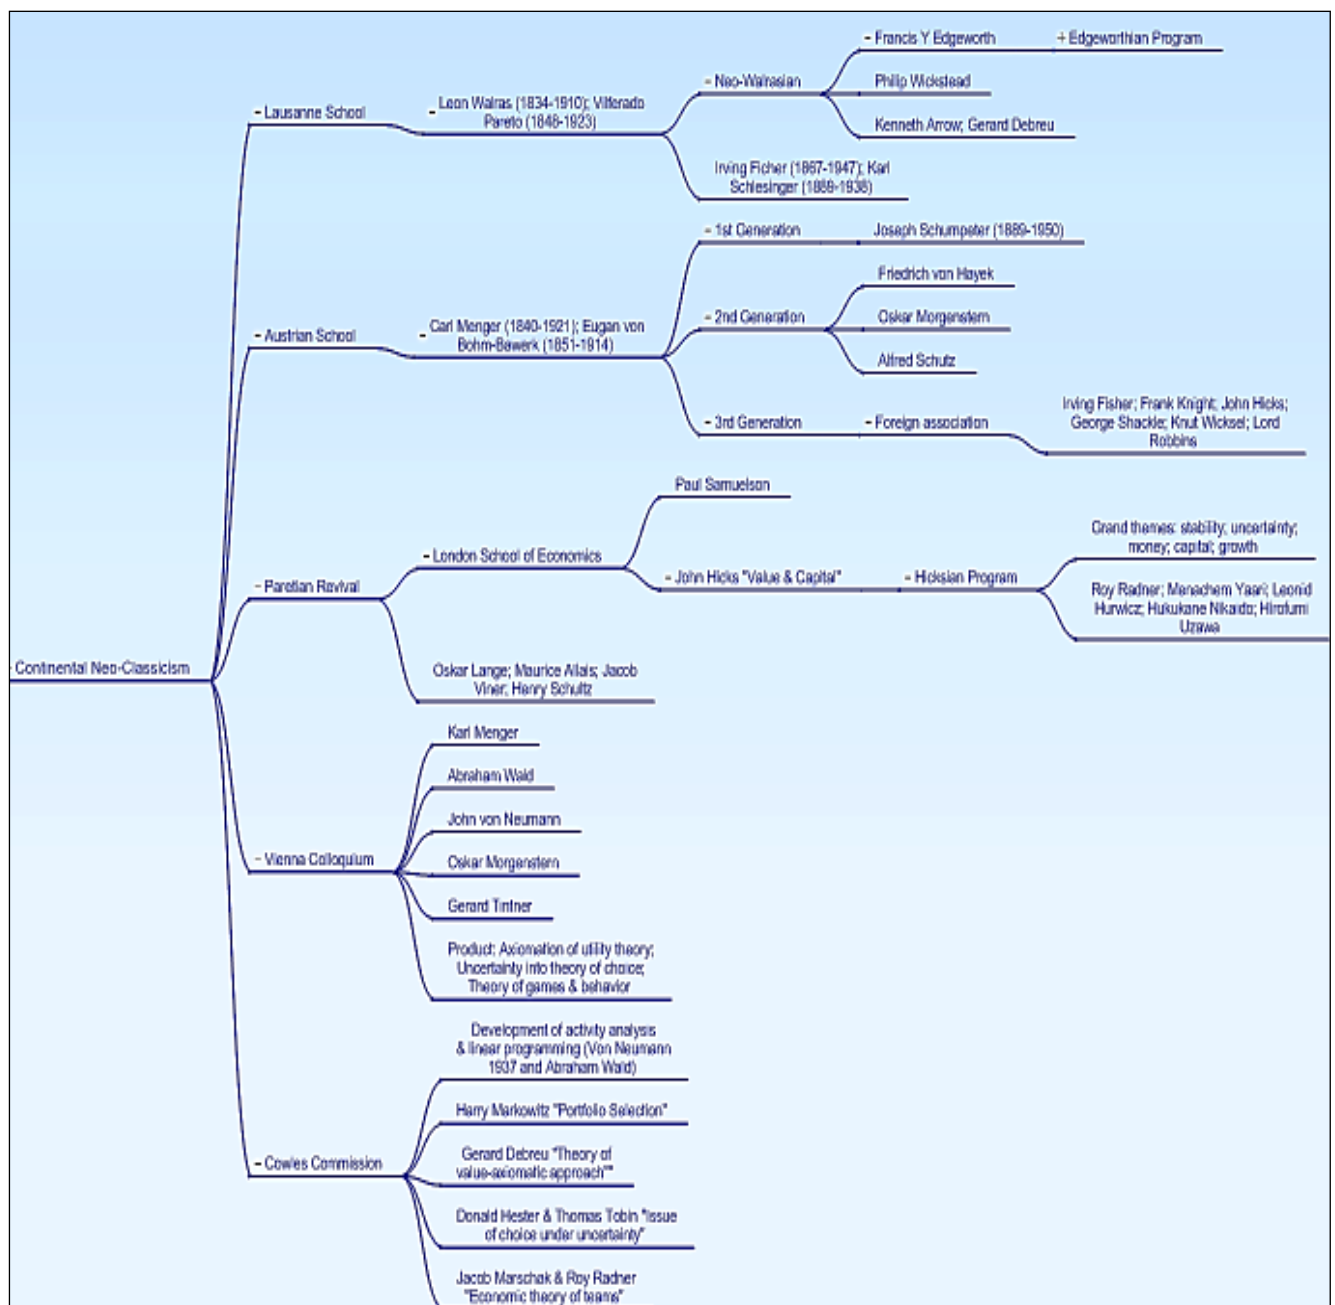 - Francis Y Edgeworth
+ Edgeworthian Program
- Neo-Walrasian
Philip Wickstead
Kenneth Arrow; Gerard Debreu
- Lausanne School
- Leon Walras (1834-1910); Vilferado
Pareto (1848-1923)
Irving Ficher (1867-1947); Karl
Schlesinger (1889-1938)
- 1st Generation
Joseph Schumpeter (1889-1950)
Friedrich von Hayek
- 2nd Generation
Oskar Morgenstern
- Austrian School
- Carl Menger (1840-1921); Eugan von
Bohm-Bawerk (1851-1914)
Alfred Schutz
- 3rd Generation
- Foreign association
Irving Fisher; Frank Knight; John Hicks;
George Shackle; Knut Wicksel; Lord
Robbins
Paul Samuelson
- London School of Economics
Grand themes: stability; uncertainty;
money; capital; growth
- John Hicks "Value & Capital"
- Hicksian Program
- Paretian Revival
Roy Radner; Menachem Yaari; Leonid
Hurwicz; Hukukane Nikaido; Hirofumi
Uzawa
- Continental Neo-Classicism
Oskar Lange; Maurice Allais; Jacob
Viner; Henry Schultz
Karl Menger
Abraham Wald
John von Neumann
- Vienna Colloquium
Oskar Morgenstern
Gerard Tintner
Product: Axiomation of utility theory;
Uncertainty into theory of choice;
Theory of games & behavior
Development of activity analysis
& linear programming (Von Neumann
1937 and Abraham Wald)
Harry Markowitz "Portfolio Selection"
- Cowles Commission
Gerard Debreu "Theory of
value-axiomatic approach""
Donald Hester & Thomas Tobin "Issue
of choice under uncertainty"
Jacob Marschak & Roy Radner
"Economic theory of teams"